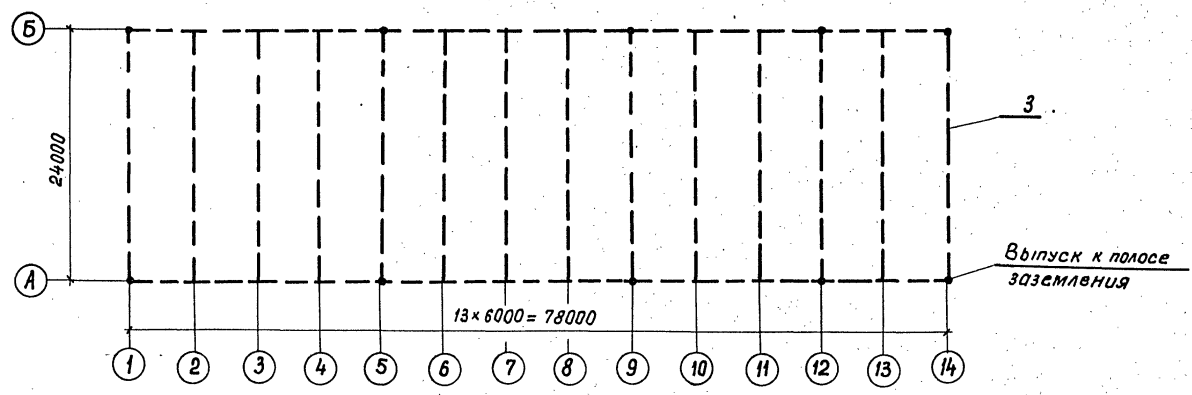 Б
24000
3
А
Выпуск к полосе
заземления
13 × 6000 = 78000
1 2 3 4 5 6 7 8 9 10 11 12 13 14